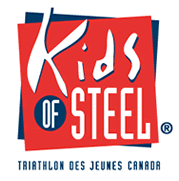 Kids
OF
STEEL®
TRIATHLON DES JEUNES CANADA